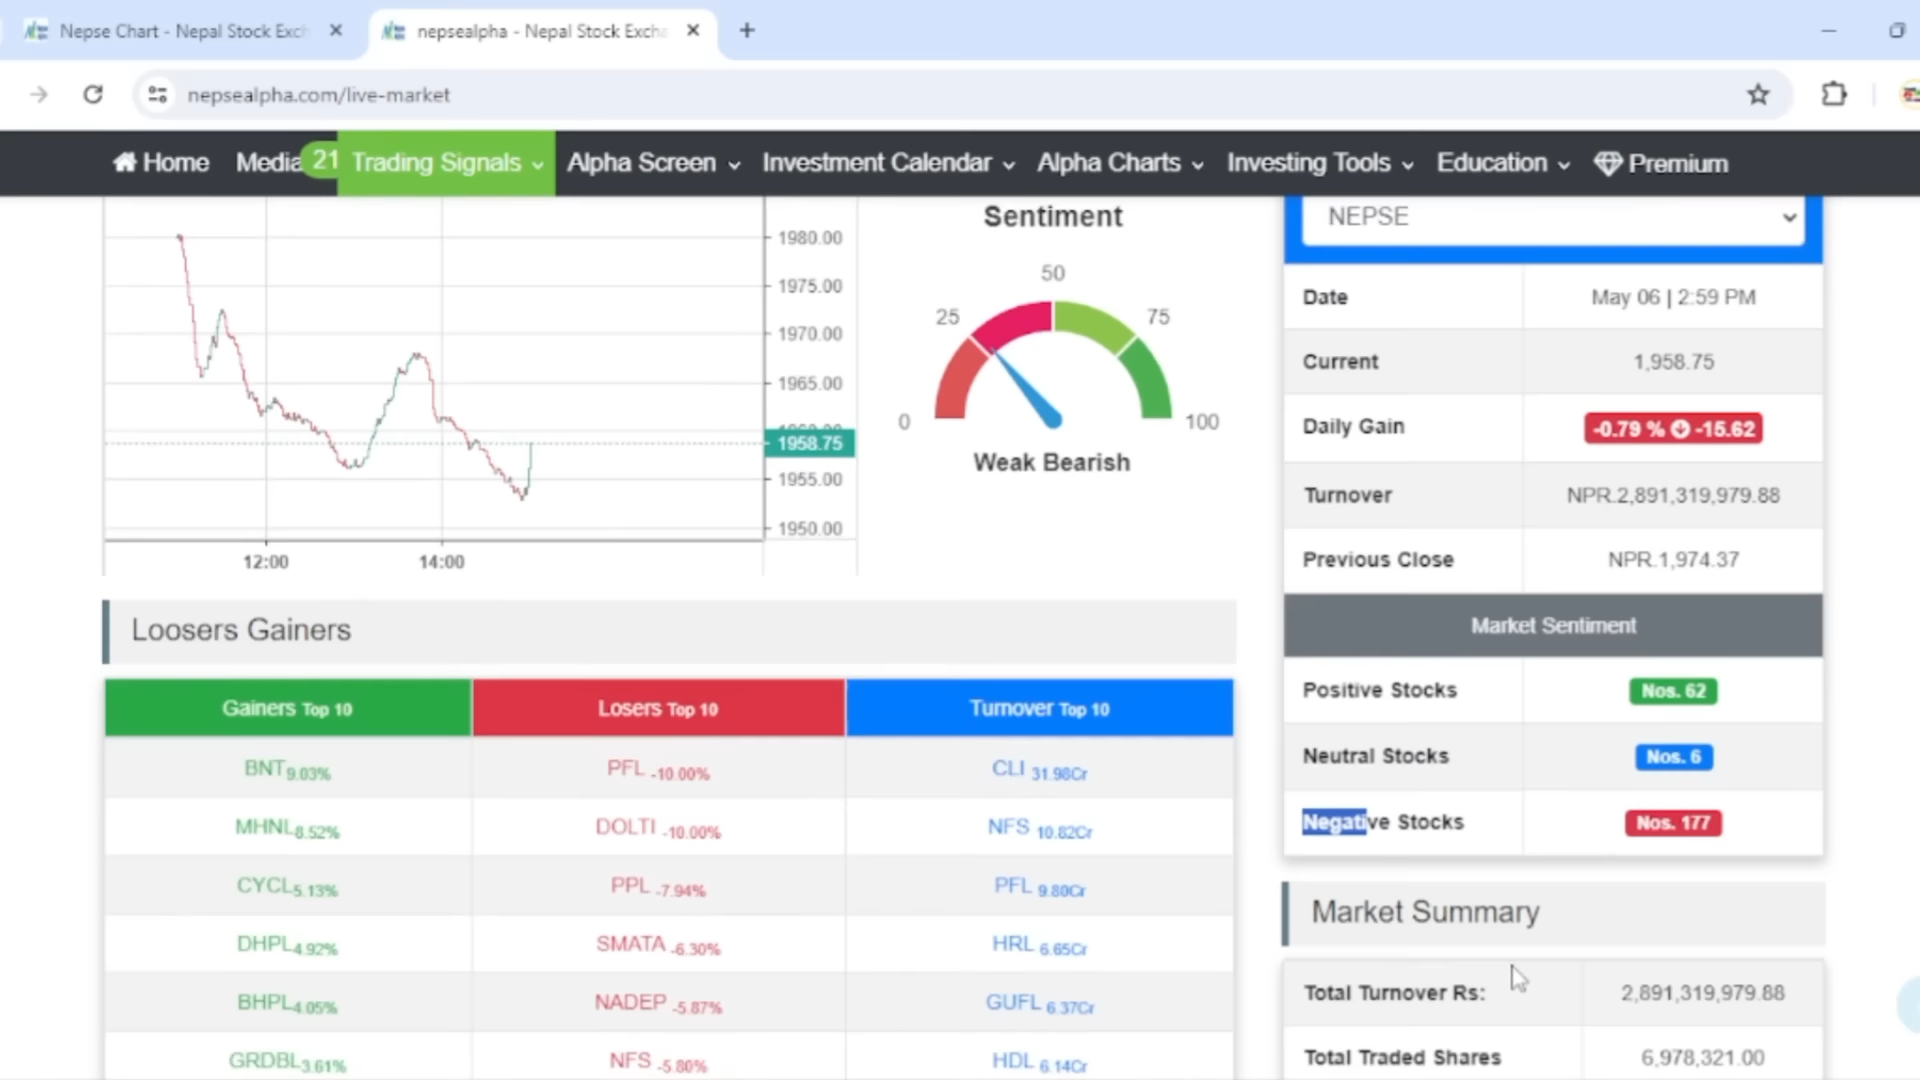 Nepse Chart - Nepal Stock Exch
nepsealpha - Nepal Stock Excha
nepsealpha.com/live-market
Home
Media
21
Trading Signals
Alpha Screen
Investment Calendar
Alpha Charts
Investing Tools
Education
Premium
1980.00
1975.00
1970.00
1965.00
1958.75
1955.00
1950.00
12:00
14:00
Sentiment
0
25
50
75
100
Weak Bearish
NEPSE
Date May 06 | 2:59 PM
Current 1,958.75
Daily Gain -0.79 % -15.62
Turnover NPR.2,891,319,979.88
Previous Close NPR.1,974.37
Market Sentiment
Positive Stocks Nos. 62
Neutral Stocks Nos. 6
Negative Stocks Nos. 177
Loosers Gainers
Gainers Top 10 Losers Top 10 Turnover Top 10
BNT 9.03% PFL -10.00% CLI 31.98Cr
MHNL 8.52% DOLTI -10.00% NFS 10.82Cr
CYCL 5.13% PPL -7.94% PFL 9.80Cr
DHPL 4.92% SMATA -6.30% HRL 6.65Cr
BHPL 4.05% NADEP -5.87% GUFL 6.37Cr
GRDBL 3.61% NFS -5.80% HDL 6.14Cr
Market Summary
Total Turnover Rs: 2,891,319,979.88
Total Traded Shares 6,978,321.00